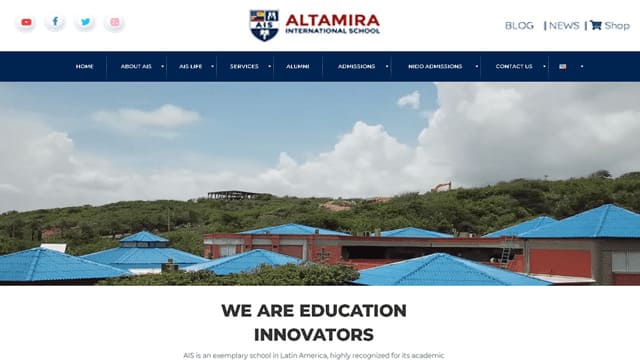 AIS
ALTAMIRA
INTERNATIONAL SCHOOL
BLOG | NEWS | Shop
HOME ABOUT AIS AIS LIFE SERVICES ALUMNI ADMISSIONS NIDO ADMISSIONS CONTACT US
WE ARE EDUCATION
INNOVATORS
AIS is an exemplary school in Latin America, highly recognized for its academic